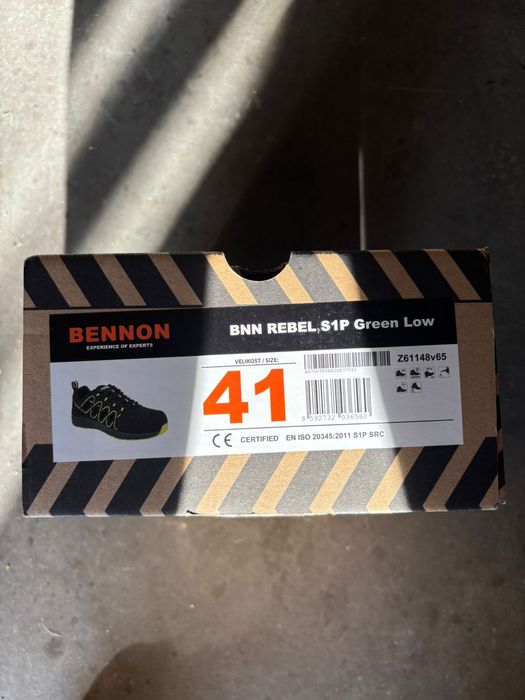 BENNON
EXPERIENCE OF EXPERTS
BNN REBEL S1P Green Low
VELIKOST / SIZE:
41
Z61148v65
8 592732 036560
CE CERTIFIED EN ISO 20345:2011 S1P SRC